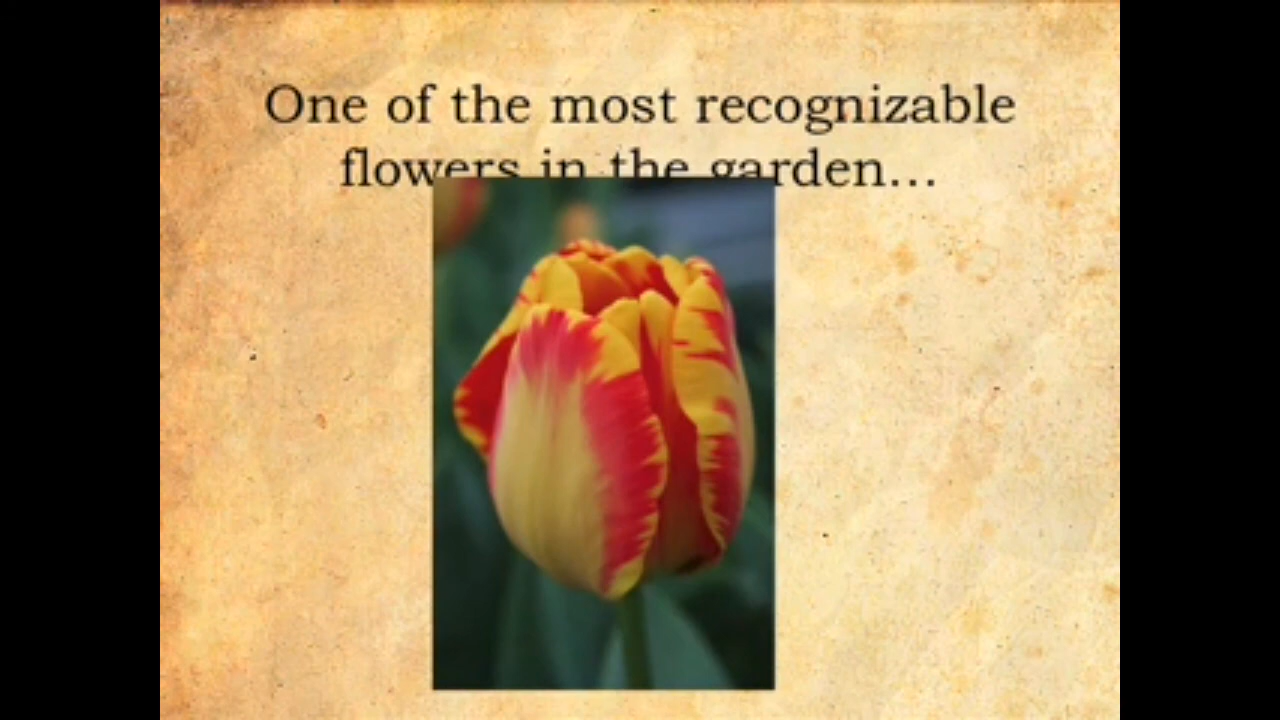 One of the most recognizable
flowers in the garden…